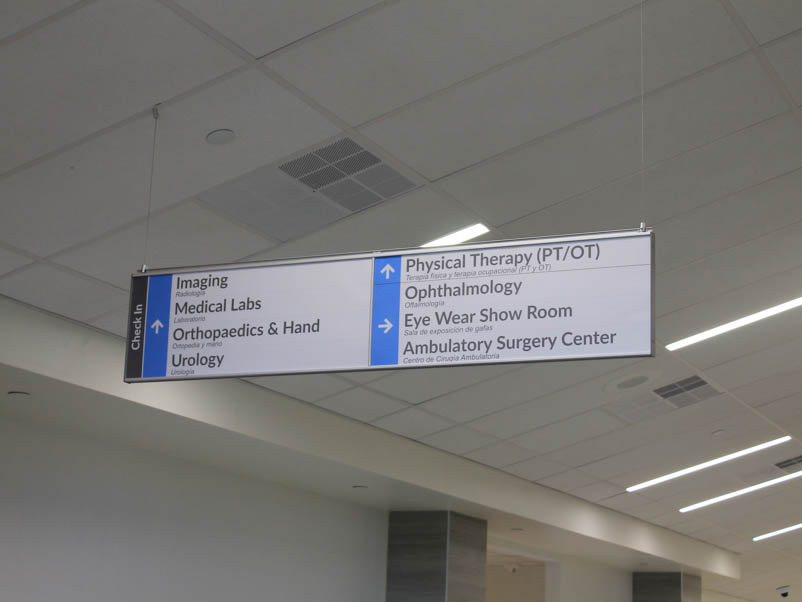 Check In
Imaging
Radiología
Medical Labs
Laboratorio
Orthopaedics & Hand
Ortopedia y mano
Urology
Urología
Physical Therapy (PT/OT)
Terapia física y terapia ocupacional (PT y OT)
Ophthalmology
Oftalmología
Eye Wear Show Room
Sala de exposición de gafas
Ambulatory Surgery Center
Centro de Cirugía Ambulatoria